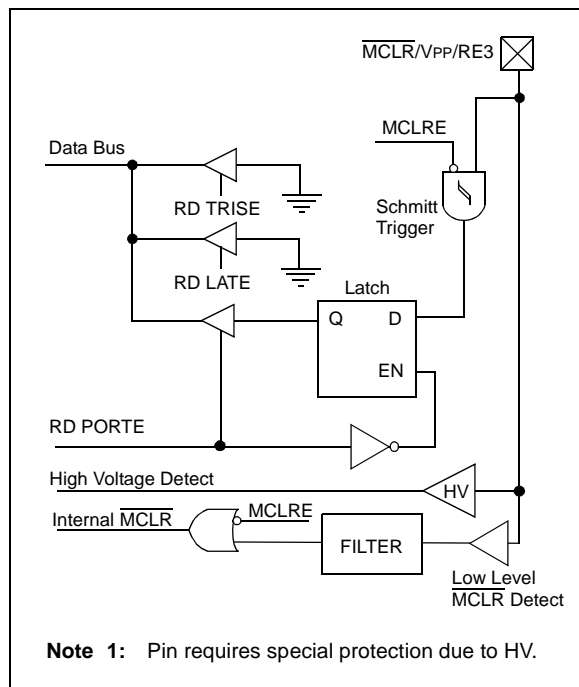 MCLR/VPP/RE3
MCLRE
Data Bus
RD TRISE
Schmitt
Trigger
RD LATE
Latch
Q D
EN
RD PORTE
High Voltage Detect
HV
Internal MCLR
MCLRE
FILTER
Low Level
MCLR Detect
Note 1: Pin requires special protection due to HV.